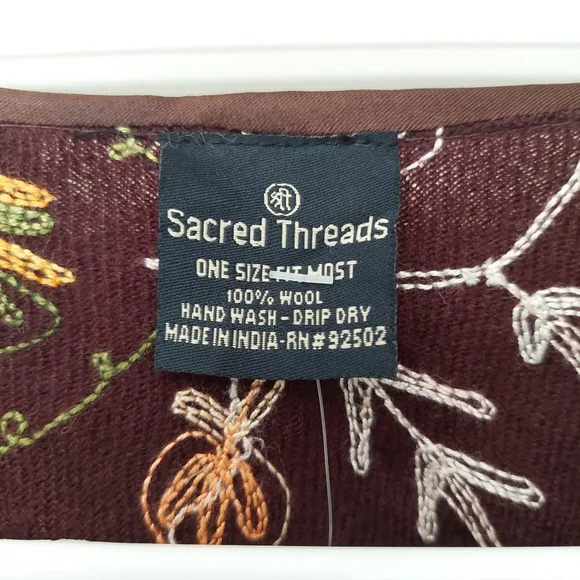 श्री
Sacred Threads
ONE SIZE FIT MOST
100% WOOL
HAND WASH - DRIP DRY
MADE IN INDIA-RN# 92502